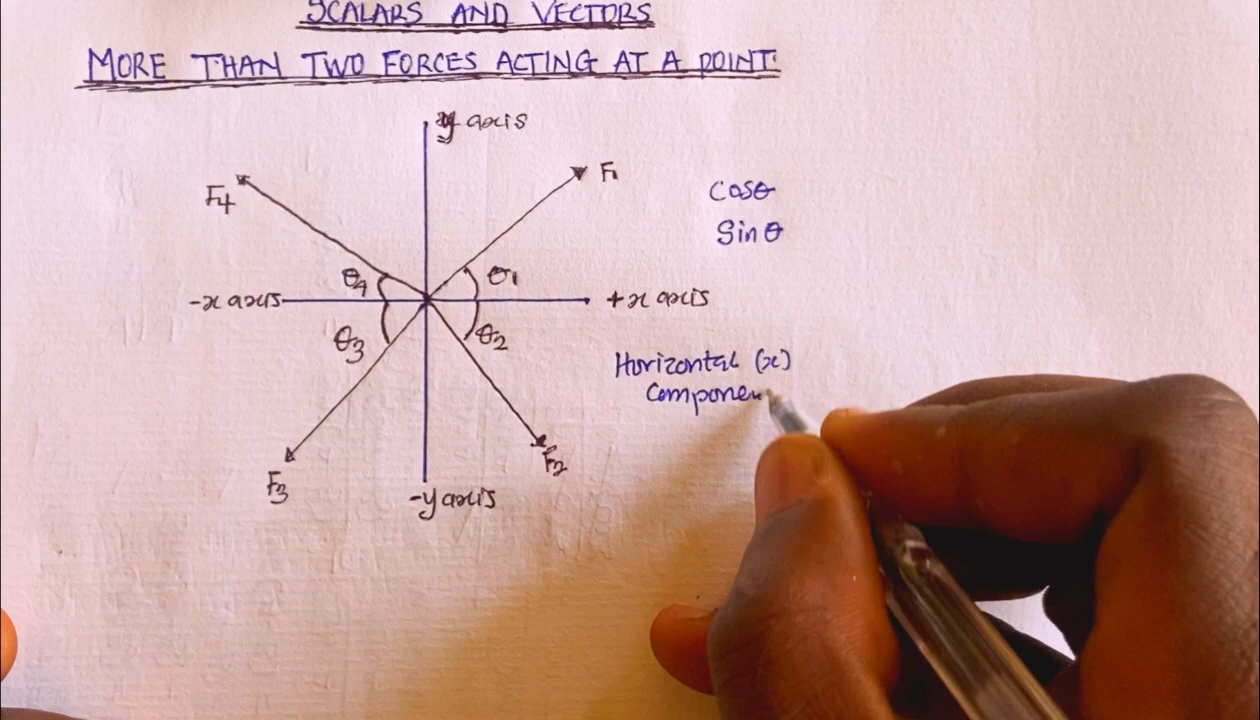 SCALARS AND VECTORS
MORE THAN TWO FORCES ACTING AT A POINT
y axis
F1
F4
Cosθ
Sinθ
θ4
θ1
-x axis
+x axis
θ3
θ2
Horizontal (x)
Componen
F2
F3
-y axis